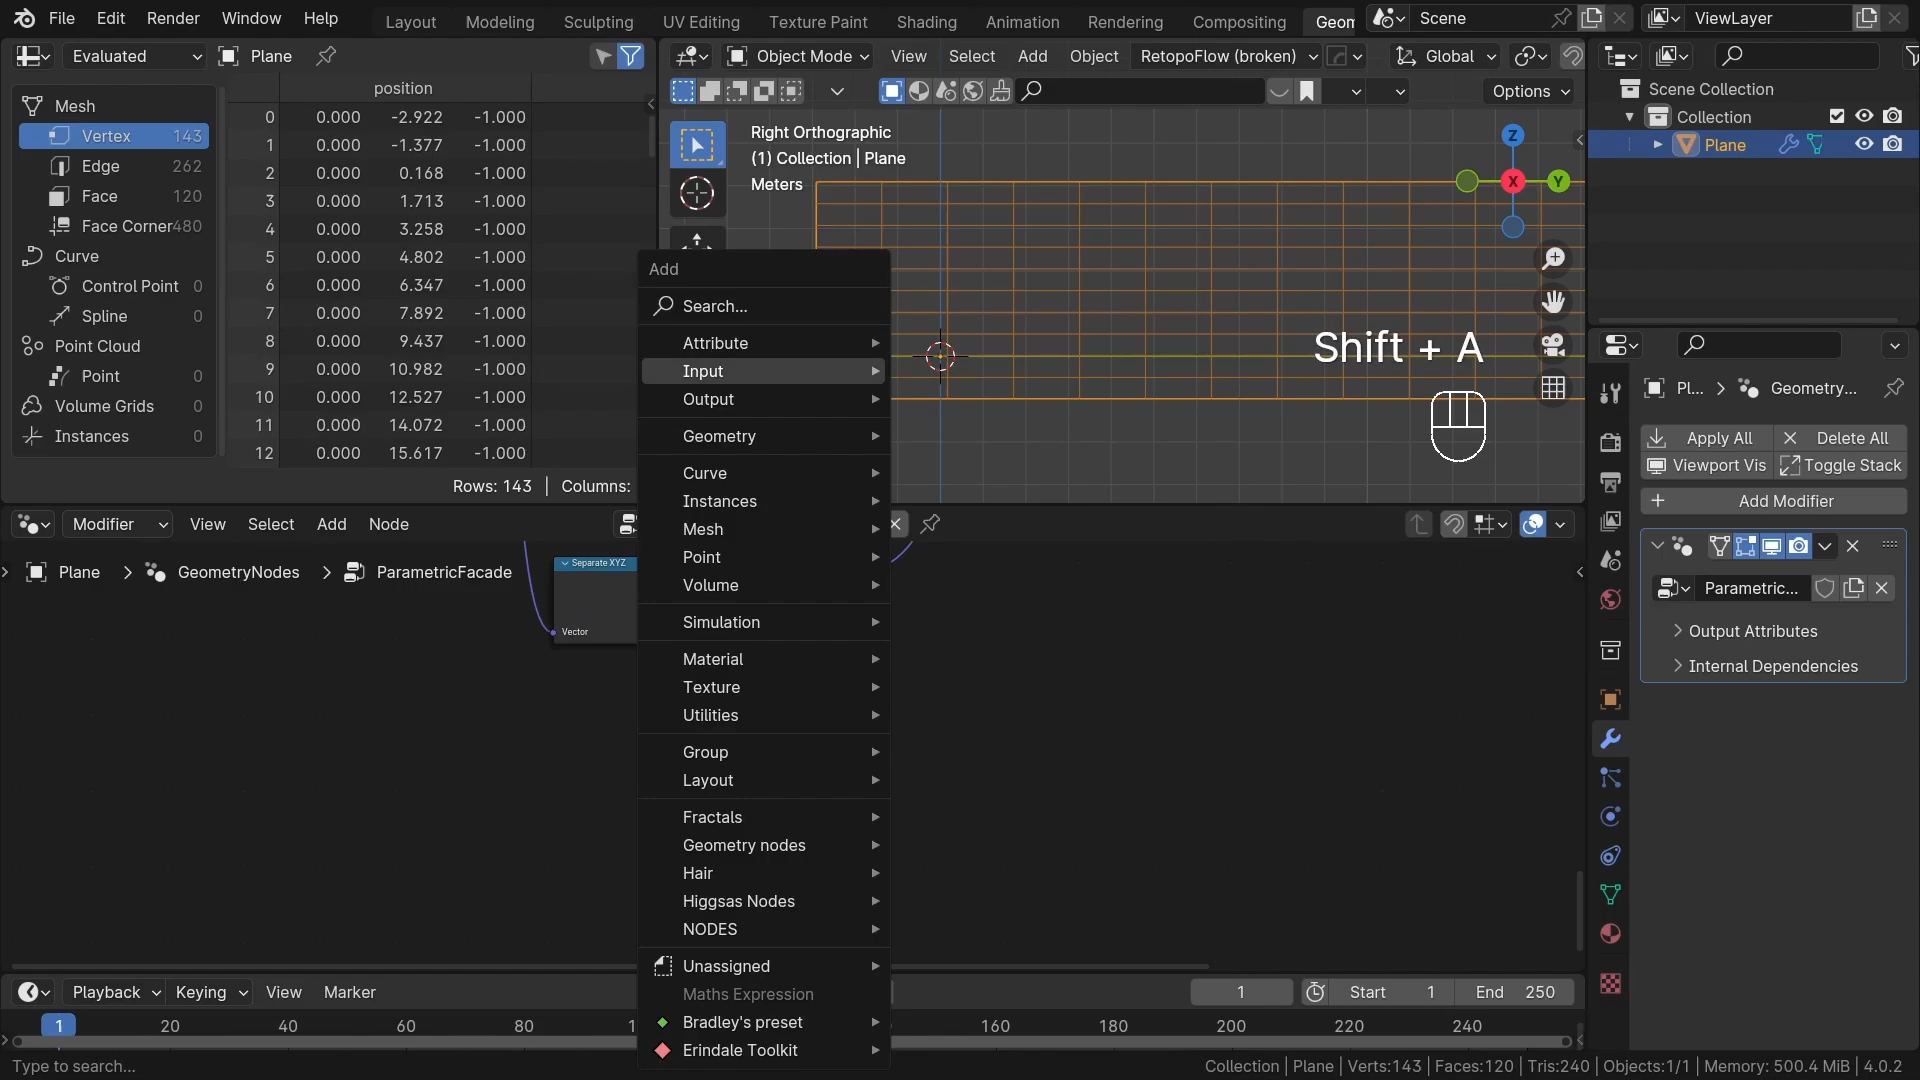 File Edit Render Window Help Layout Modeling Sculpting UV Editing Texture Paint Shading Animation Rendering Compositing Geom Scene ViewLayer
Evaluated Plane Object Mode View Select Add Object RetopoFlow (broken) Global
Options
position
Mesh
Vertex 143
Edge 262
Face 120
Face Corner 480
Curve
Control Point 0
Spline 0
Point Cloud
Point 0
Volume Grids 0
Instances 0
0 0.000 -2.922 -1.000
1 0.000 -1.377 -1.000
2 0.000 0.168 -1.000
3 0.000 1.713 -1.000
4 0.000 3.258 -1.000
5 0.000 4.802 -1.000
6 0.000 6.347 -1.000
7 0.000 7.892 -1.000
8 0.000 9.437 -1.000
9 0.000 10.982 -1.000
10 0.000 12.527 -1.000
11 0.000 14.072 -1.000
12 0.000 15.617 -1.000
Rows: 143 | Columns:
Right Orthographic
(1) Collection | Plane
Meters
Z
X
Y
Shift + A
Scene Collection
Collection
Plane
Pl... Geometry...
Apply All Delete All
Viewport Vis Toggle Stack
Add Modifier
Parametric...
Output Attributes
Internal Dependencies
Modifier View Select Add Node
Plane GeometryNodes ParametricFacade
Separate XYZ
Vector
Add
Search...
Attribute
Input
Output
Geometry
Curve
Instances
Mesh
Point
Volume
Simulation
Material
Texture
Utilities
Group
Layout
Fractals
Geometry nodes
Hair
Higgsas Nodes
NODES
Unassigned
Maths Expression
Bradley's preset
Erindale Toolkit
Playback Keying View Marker 1 Start 1 End 250
1 20 40 60 80 160 180 200 220 240
Type to search... Collection | Plane | Verts:143 | Faces:120 | Tris:240 | Objects:1/1 | Memory: 500.4 MiB | 4.0.2